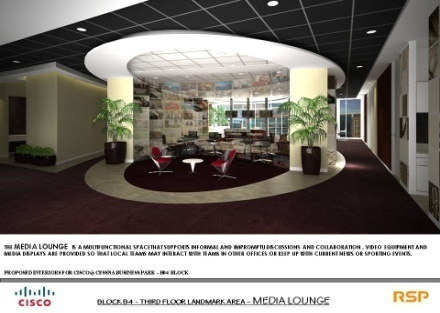 THE MEDIA LOUNGE IS A MULTIFUNCTIONAL SPACE THAT SUPPORTS INFORMAL AND IMPROMPTU DISCUSSIONS AND COLLABORATION. VIDEO EQUIPMENT AND
MEDIA DISPLAYS ARE PROVIDED SO THAT LOCAL TEAMS MAY INTERACT WITH TEAMS IN OTHER OFFICES OR KEEP UP WITH CURRENT NEWS OR SPORTING EVENTS.
PROPOSED INTERIORS FOR CISCO@ CESSNA BUSINESS PARK – B04 BLOCK
CISCO
BLOCK B4 – THIRD FLOOR LANDMARK AREA – MEDIA LOUNGE
RSP